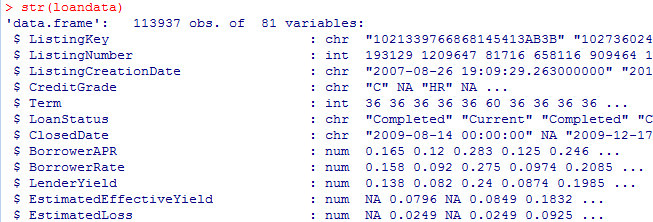 > str(loandata)
'data.frame':   113937 obs. of  81 variables:
 $ ListingKey                         : chr  "1021339766868145413AB3B" "102736024
 $ ListingNumber                      : int  193129 1209647 81716 658116 909464 1
 $ ListingCreationDate                : chr  "2007-08-26 19:09:29.263000000" "201
 $ CreditGrade                        : chr  "C" NA "HR" NA ...
 $ Term                               : int  36 36 36 36 36 60 36 36 36 36 ...
 $ LoanStatus                         : chr  "Completed" "Current" "Completed" "C
 $ ClosedDate                         : chr  "2009-08-14 00:00:00" NA "2009-12-17
 $ BorrowerAPR                        : num  0.165 0.12 0.283 0.125 0.246 ...
 $ BorrowerRate                       : num  0.158 0.092 0.275 0.0974 0.2085 ...
 $ LenderYield                        : num  0.138 0.082 0.24 0.0874 0.1985 ...
 $ EstimatedEffectiveYield            : num  NA 0.0796 NA 0.0849 0.1832 ...
 $ EstimatedLoss                      : num  NA 0.0249 NA 0.0249 0.0925 ...